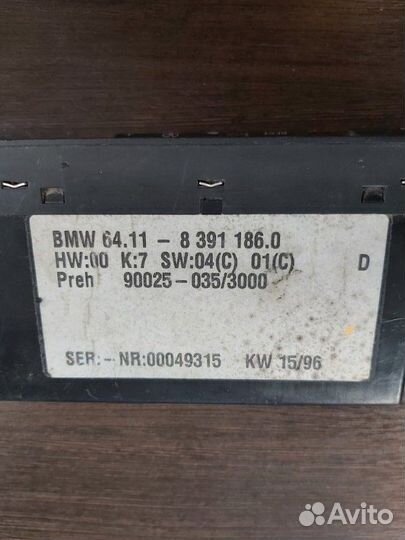 BMW 64.11 - 8 391 186.0
HW:00 K:7 SW:04(C) 01(C) D
Preh 90025-035/3000
SER:- NR:00049315 KW 15/96
Avito